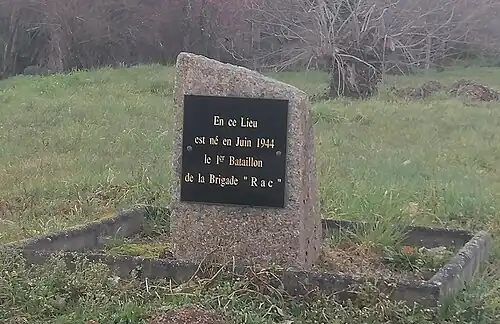 En ce Lieu
est né en Juin 1944
le 1er Bataillon
de la Brigade "Rac"